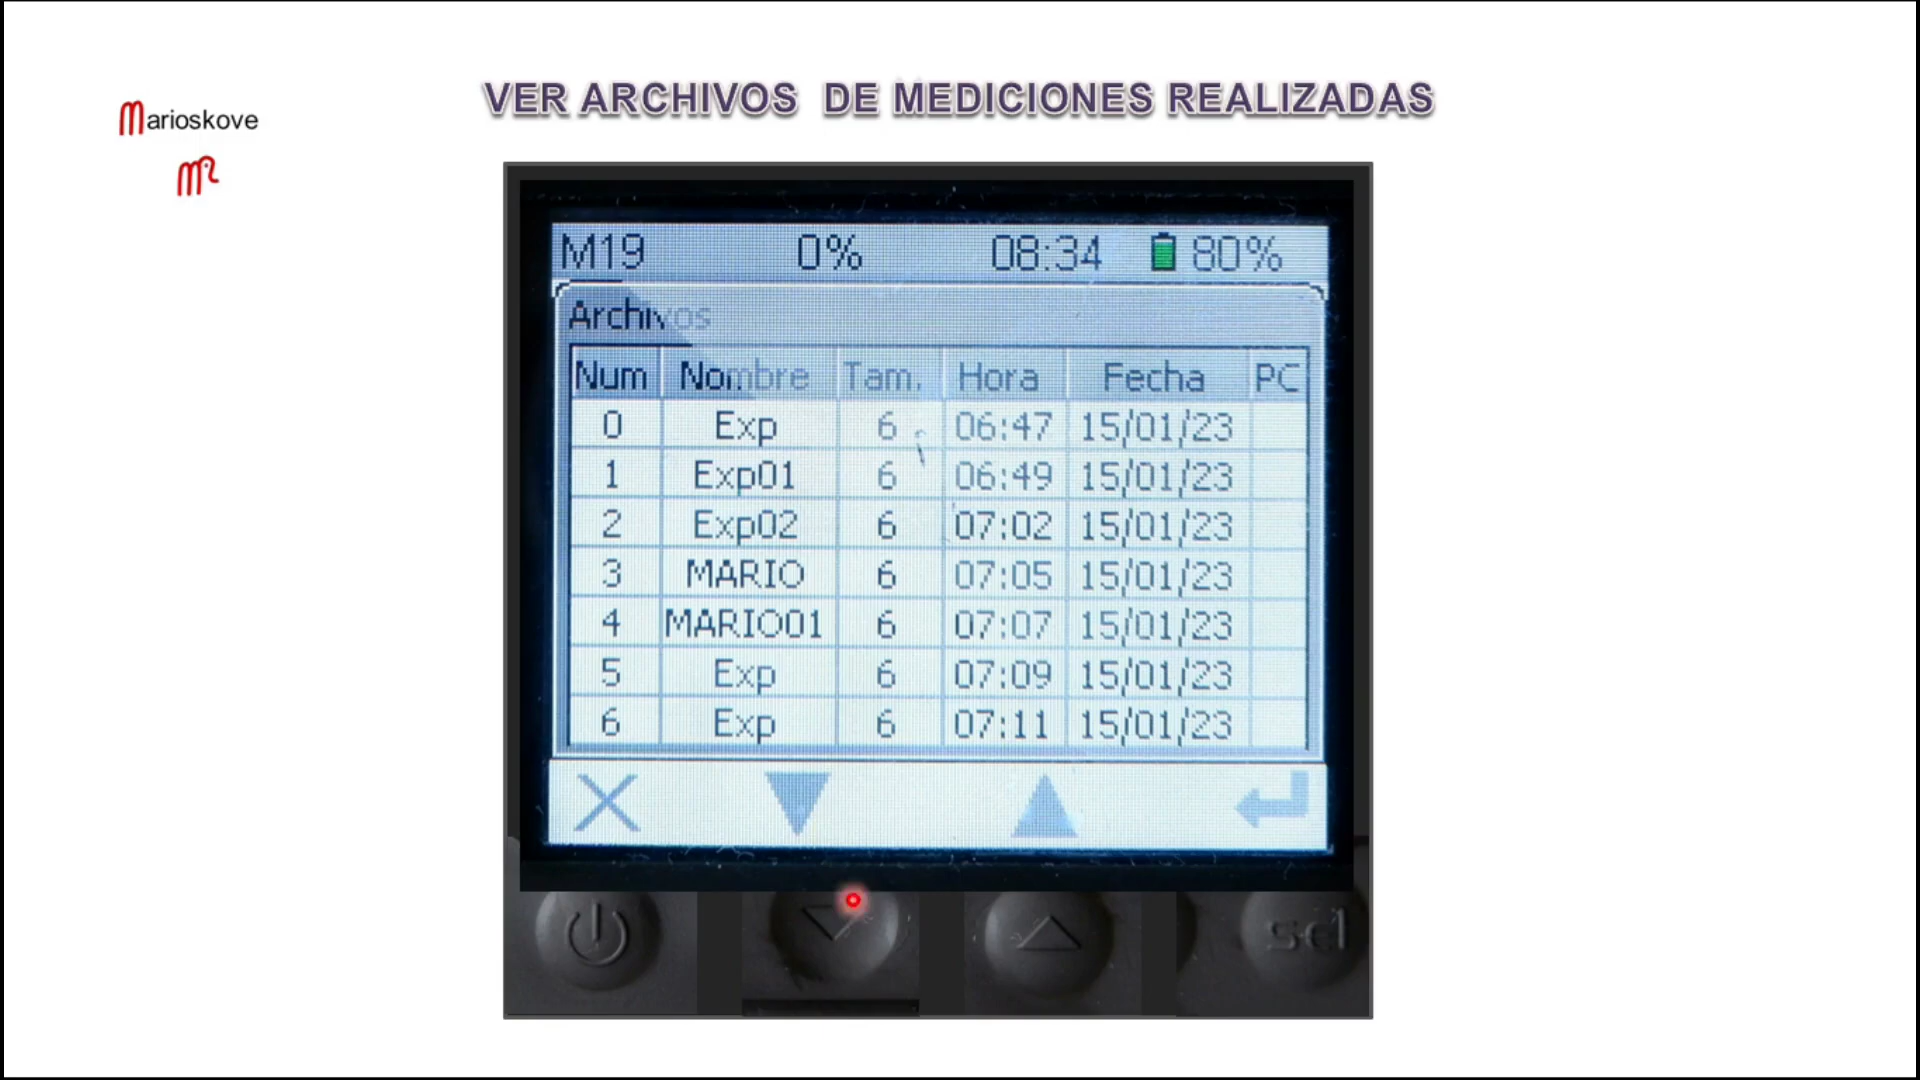 VER ARCHIVOS DE MEDICIONES REALIZADAS
Marioskove
M19 0% 08:34 80%
Archivos
Num Nombre Tam. Hora Fecha PC
0 Exp 6 06:47 15/01/23
1 Exp01 6 06:49 15/01/23
2 Exp02 6 07:02 15/01/23
3 MARIO 6 07:05 15/01/23
4 MARIO01 6 07:07 15/01/23
5 Exp 6 07:09 15/01/23
6 Exp 6 07:11 15/01/23
sel